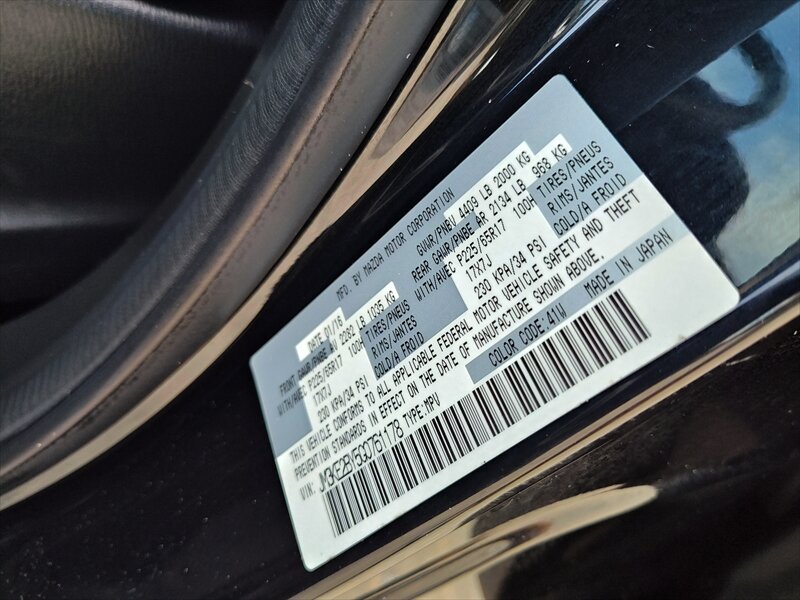 MFD. BY MAZDA MOTOR CORPORATION
DATE 01/16 GVWR/PNBV 4409 LB 2000 KG
FRONT GAWR/PNBE AV 2282 LB 1035 KG REAR GAWR/PNBE AR 2134 LB 968 KG
WITH/AVEC P225/65R17 100H TIRES/PNEUS WITH/AVEC P225/65R17 100H TIRES/PNEUS
17X7J RIMS/JANTES 17X7J RIMS/JANTES
230 KPA/34 PSI COLD/A FROID 230 KPA/34 PSI COLD/A FROID
THIS VEHICLE CONFORMS TO ALL APPLICABLE FEDERAL MOTOR VEHICLE SAFETY AND THEFT
PREVENTION STANDARDS IN EFFECT ON THE DATE OF MANUFACTURE SHOWN ABOVE.
VIN: TYPE:MPV COLOR CODE:41W MADE IN JAPAN